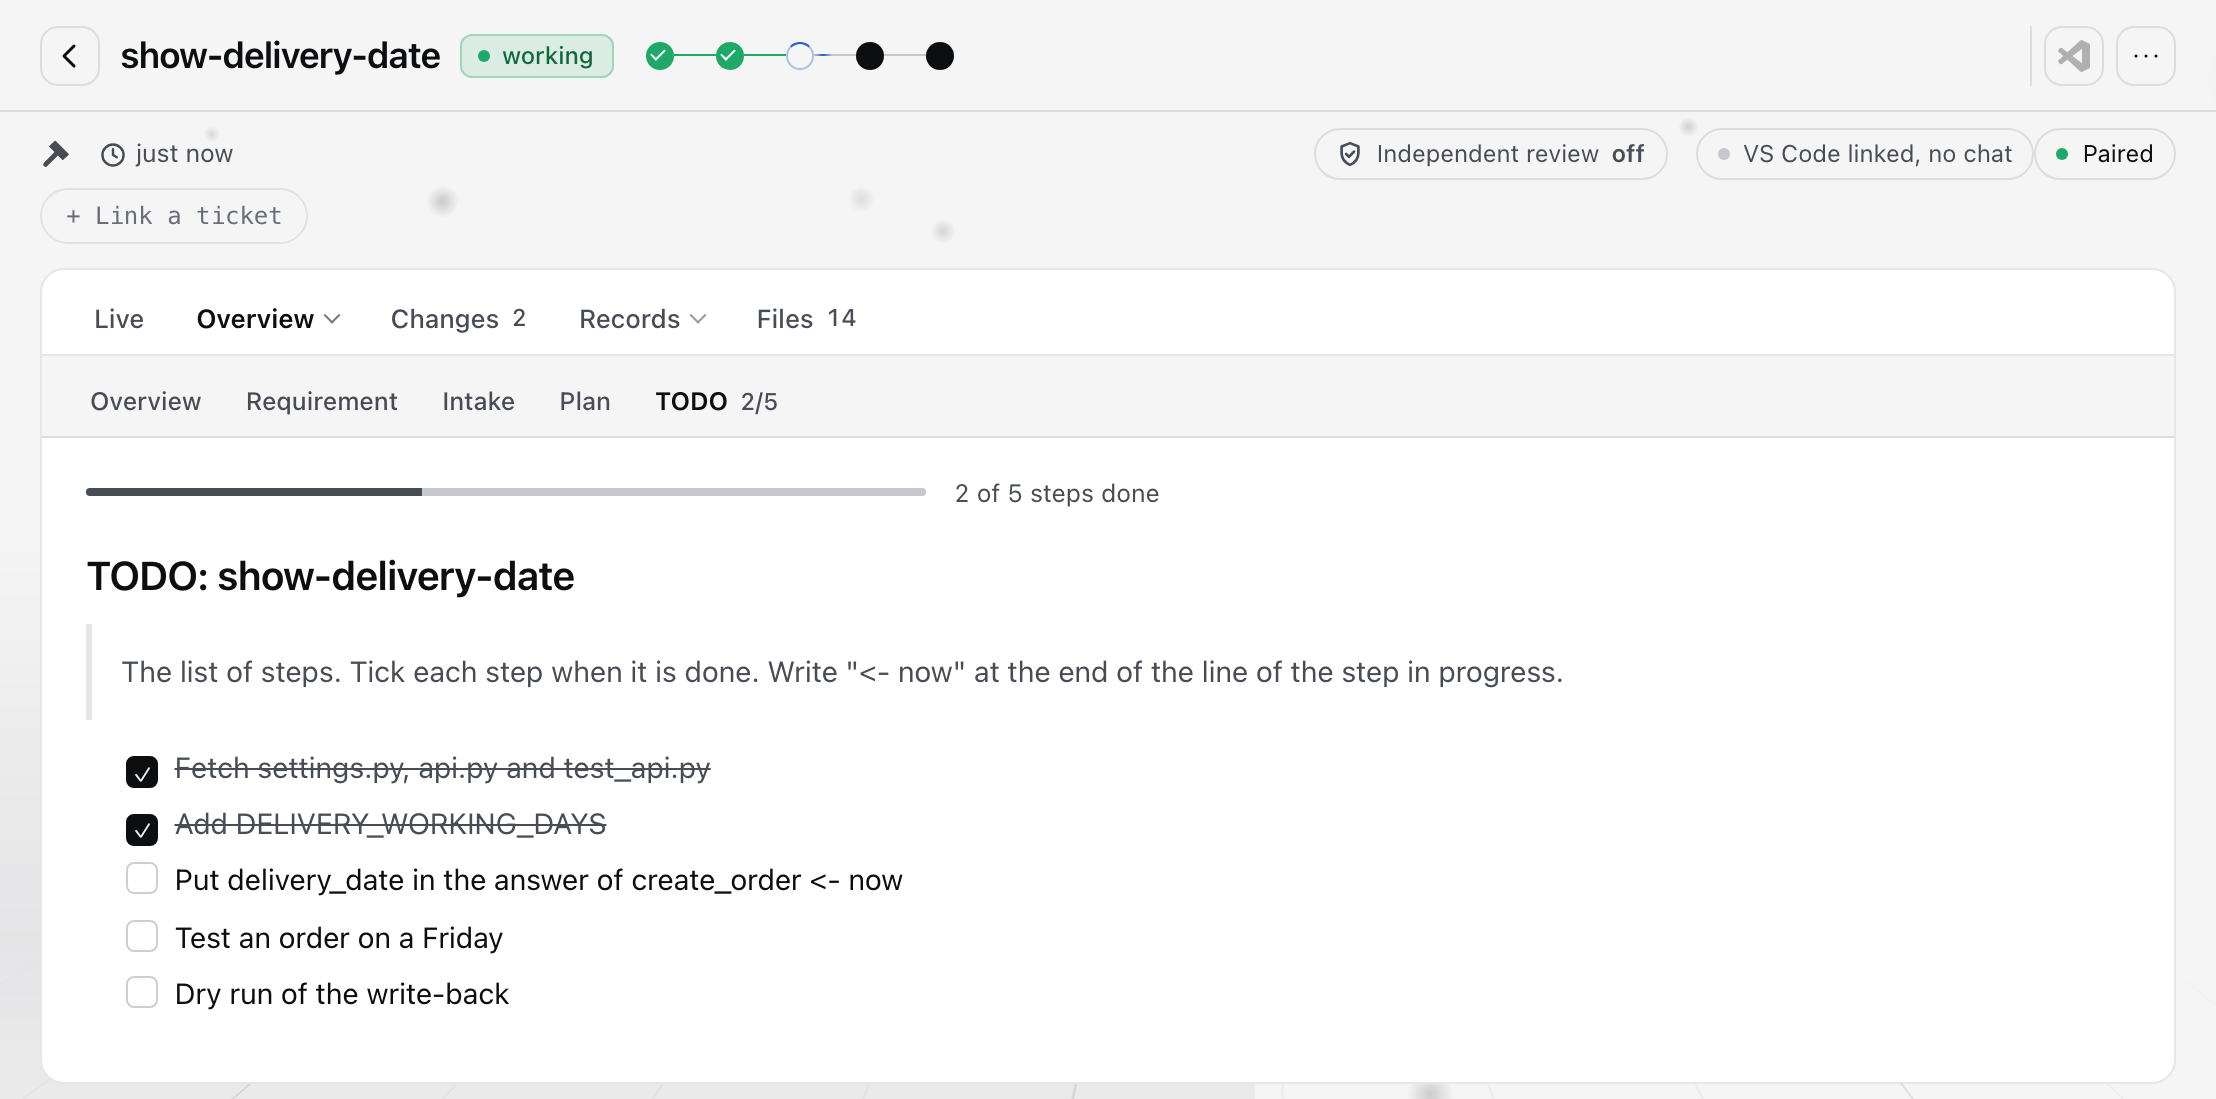 show-delivery-date
working
just now
Independent review off
VS Code linked, no chat
Paired
+ Link a ticket
Live
Overview
Changes 2
Records
Files 14
Overview
Requirement
Intake
Plan
TODO 2/5
2 of 5 steps done
TODO: show-delivery-date
The list of steps. Tick each step when it is done. Write "<- now" at the end of the line of the step in progress.
Fetch settings.py, api.py and test_api.py
Add DELIVERY_WORKING_DAYS
Put delivery_date in the answer of create_order <- now
Test an order on a Friday
Dry run of the write-back